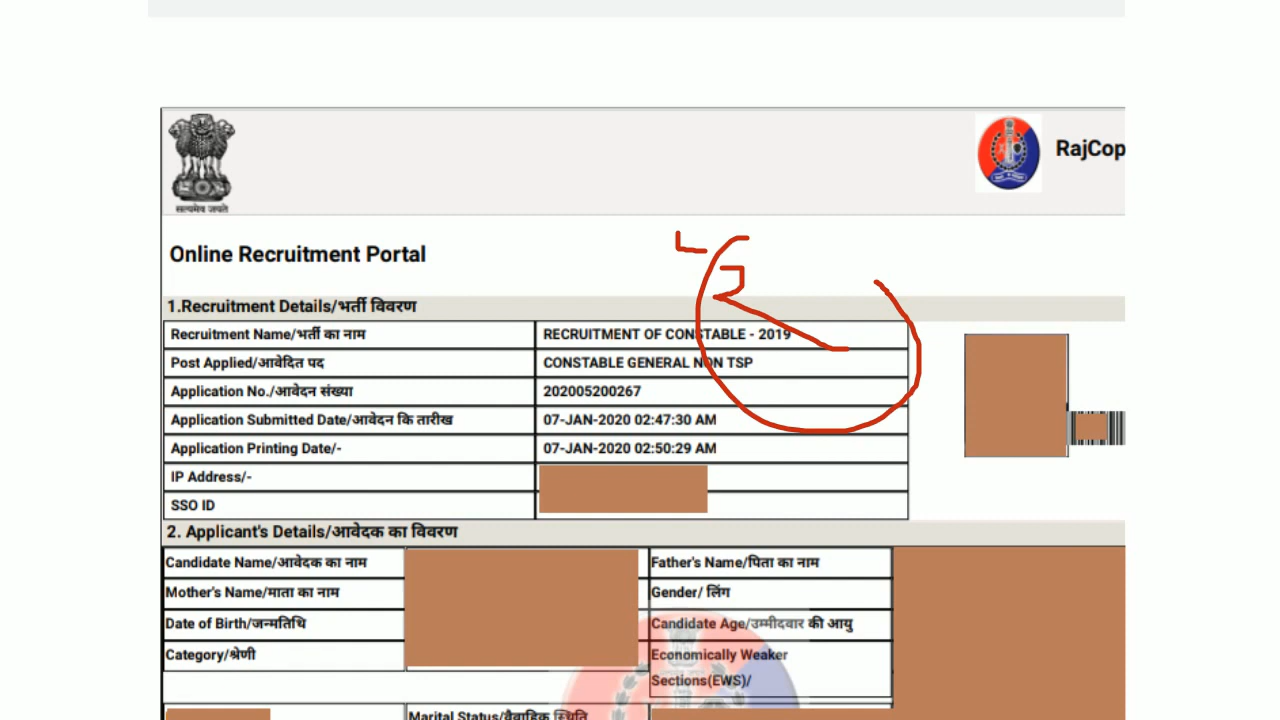 सत्यमेव जयते
RajCop
Online Recruitment Portal
1.Recruitment Details/भर्ती विवरण
Recruitment Name/भर्ती का नाम RECRUITMENT OF CONSTABLE - 2019
Post Applied/आवेदित पद CONSTABLE GENERAL NON TSP
Application No./आवेदन संख्या 202005200267
Application Submitted Date/आवेदन कि तारीख 07-JAN-2020 02:47:30 AM
Application Printing Date/- 07-JAN-2020 02:50:29 AM
IP Address/-
SSO ID
2. Applicant's Details/आवेदक का विवरण
Candidate Name/आवेदक का नाम Father's Name/पिता का नाम
Mother's Name/माता का नाम Gender/ लिंग
Date of Birth/जन्मतिथि Candidate Age/उम्मीदवार की आयु
Category/श्रेणी Economically Weaker
Sections(EWS)/
Marital Status/वैवाहिक स्थिति